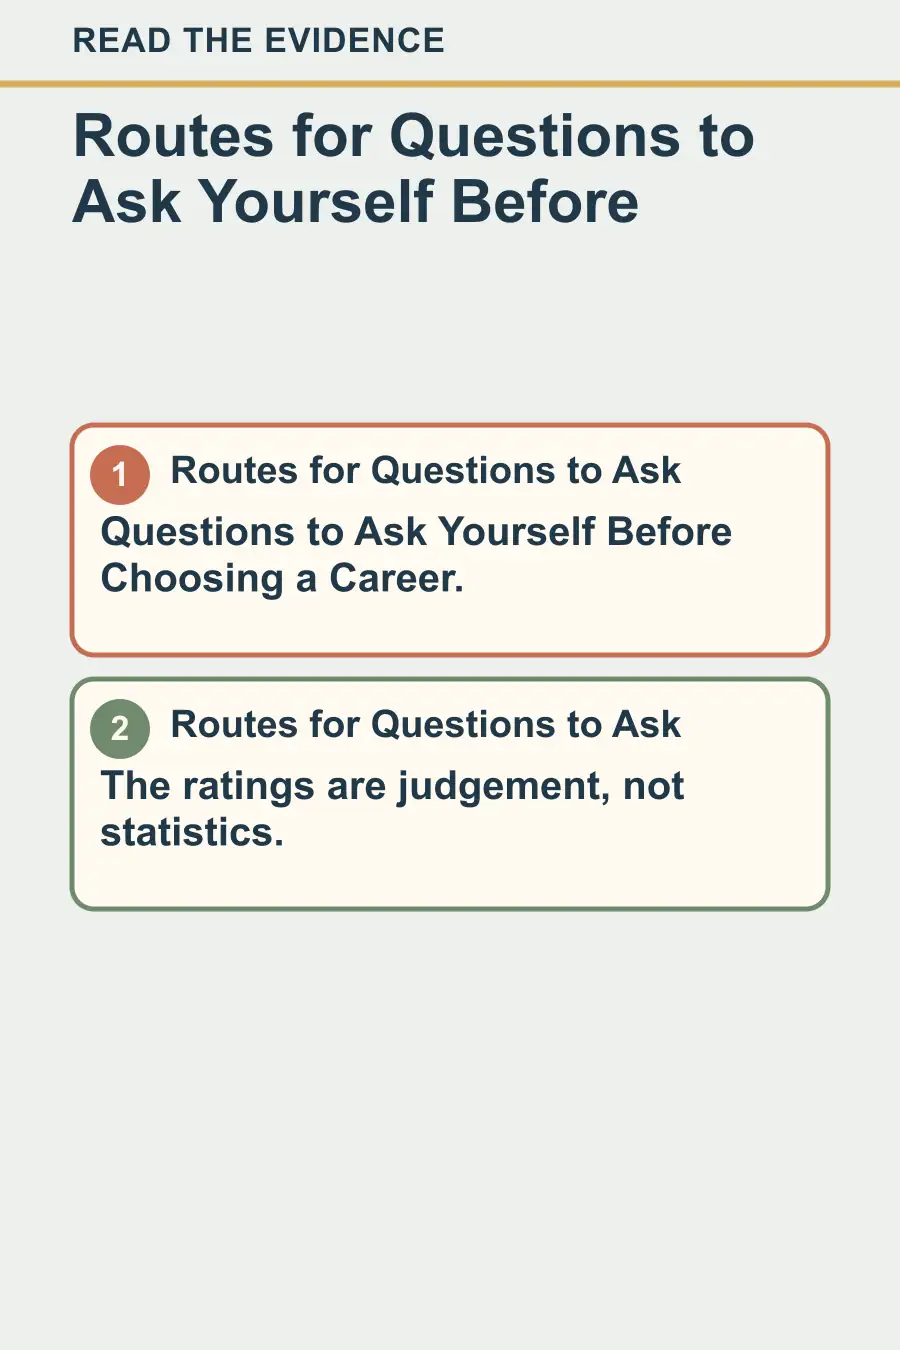 READ THE EVIDENCE
Routes for Questions to
Ask Yourself Before
1 Routes for Questions to Ask
Questions to Ask Yourself Before
Choosing a Career.
2 Routes for Questions to Ask
The ratings are judgement, not
statistics.